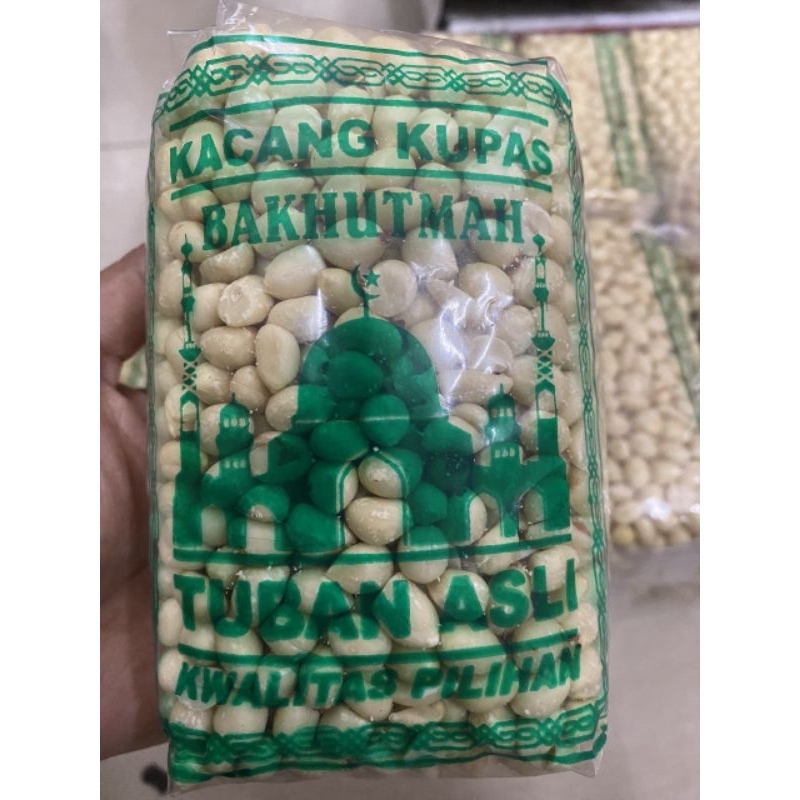 KACANG KUPAS
BAKHUTMAH
TUBAN ASLI
KWALITAS PILIHAN